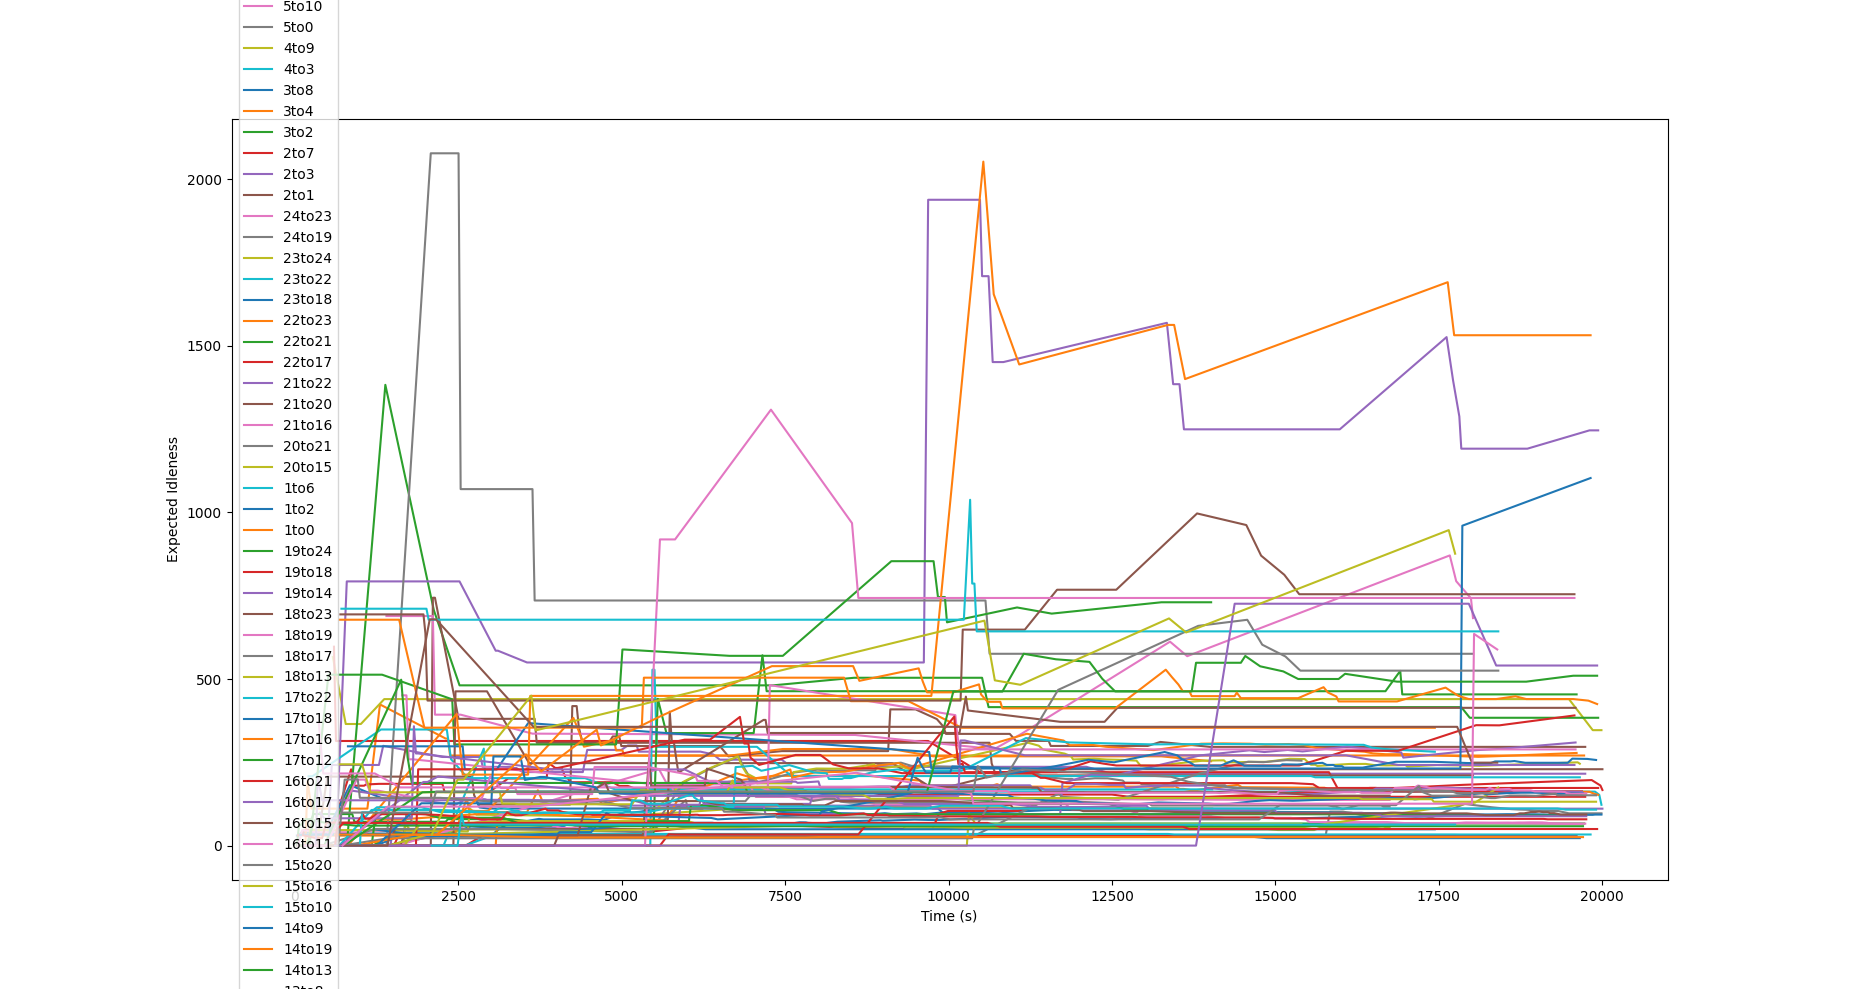 5to10
5to0
4to9
4to3
3to8
3to4
3to2
2to7
2to3
2to1
24to23
24to19
23to24
23to22
23to18
22to23
22to21
22to17
21to22
21to20
21to16
20to21
20to15
1to6
1to2
1to0
19to24
19to18
19to14
18to23
18to19
18to17
18to13
17to22
17to18
17to16
17to12
16to21
16to17
16to15
16to11
15to20
15to16
15to10
14to9
14to19
14to13
2000
1500
1000
500
0
Expected Idleness
2500
5000
7500
10000
12500
15000
17500
20000
Time (s)